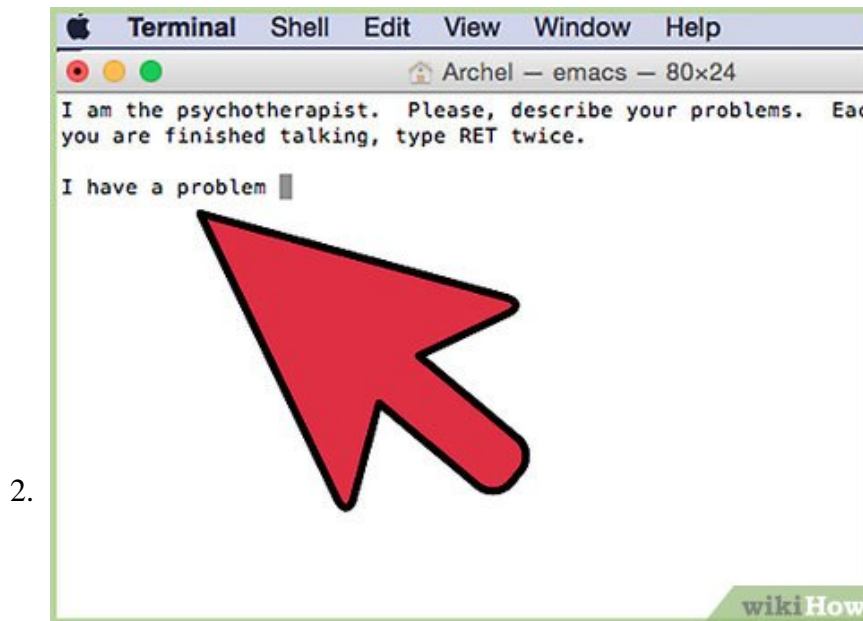 Terminal Shell Edit View Window Help
Archel — emacs — 80×24
I am the psychotherapist. Please, describe your problems. Eac
you are finished talking, type RET twice.
I have a problem
2.
wikiHow